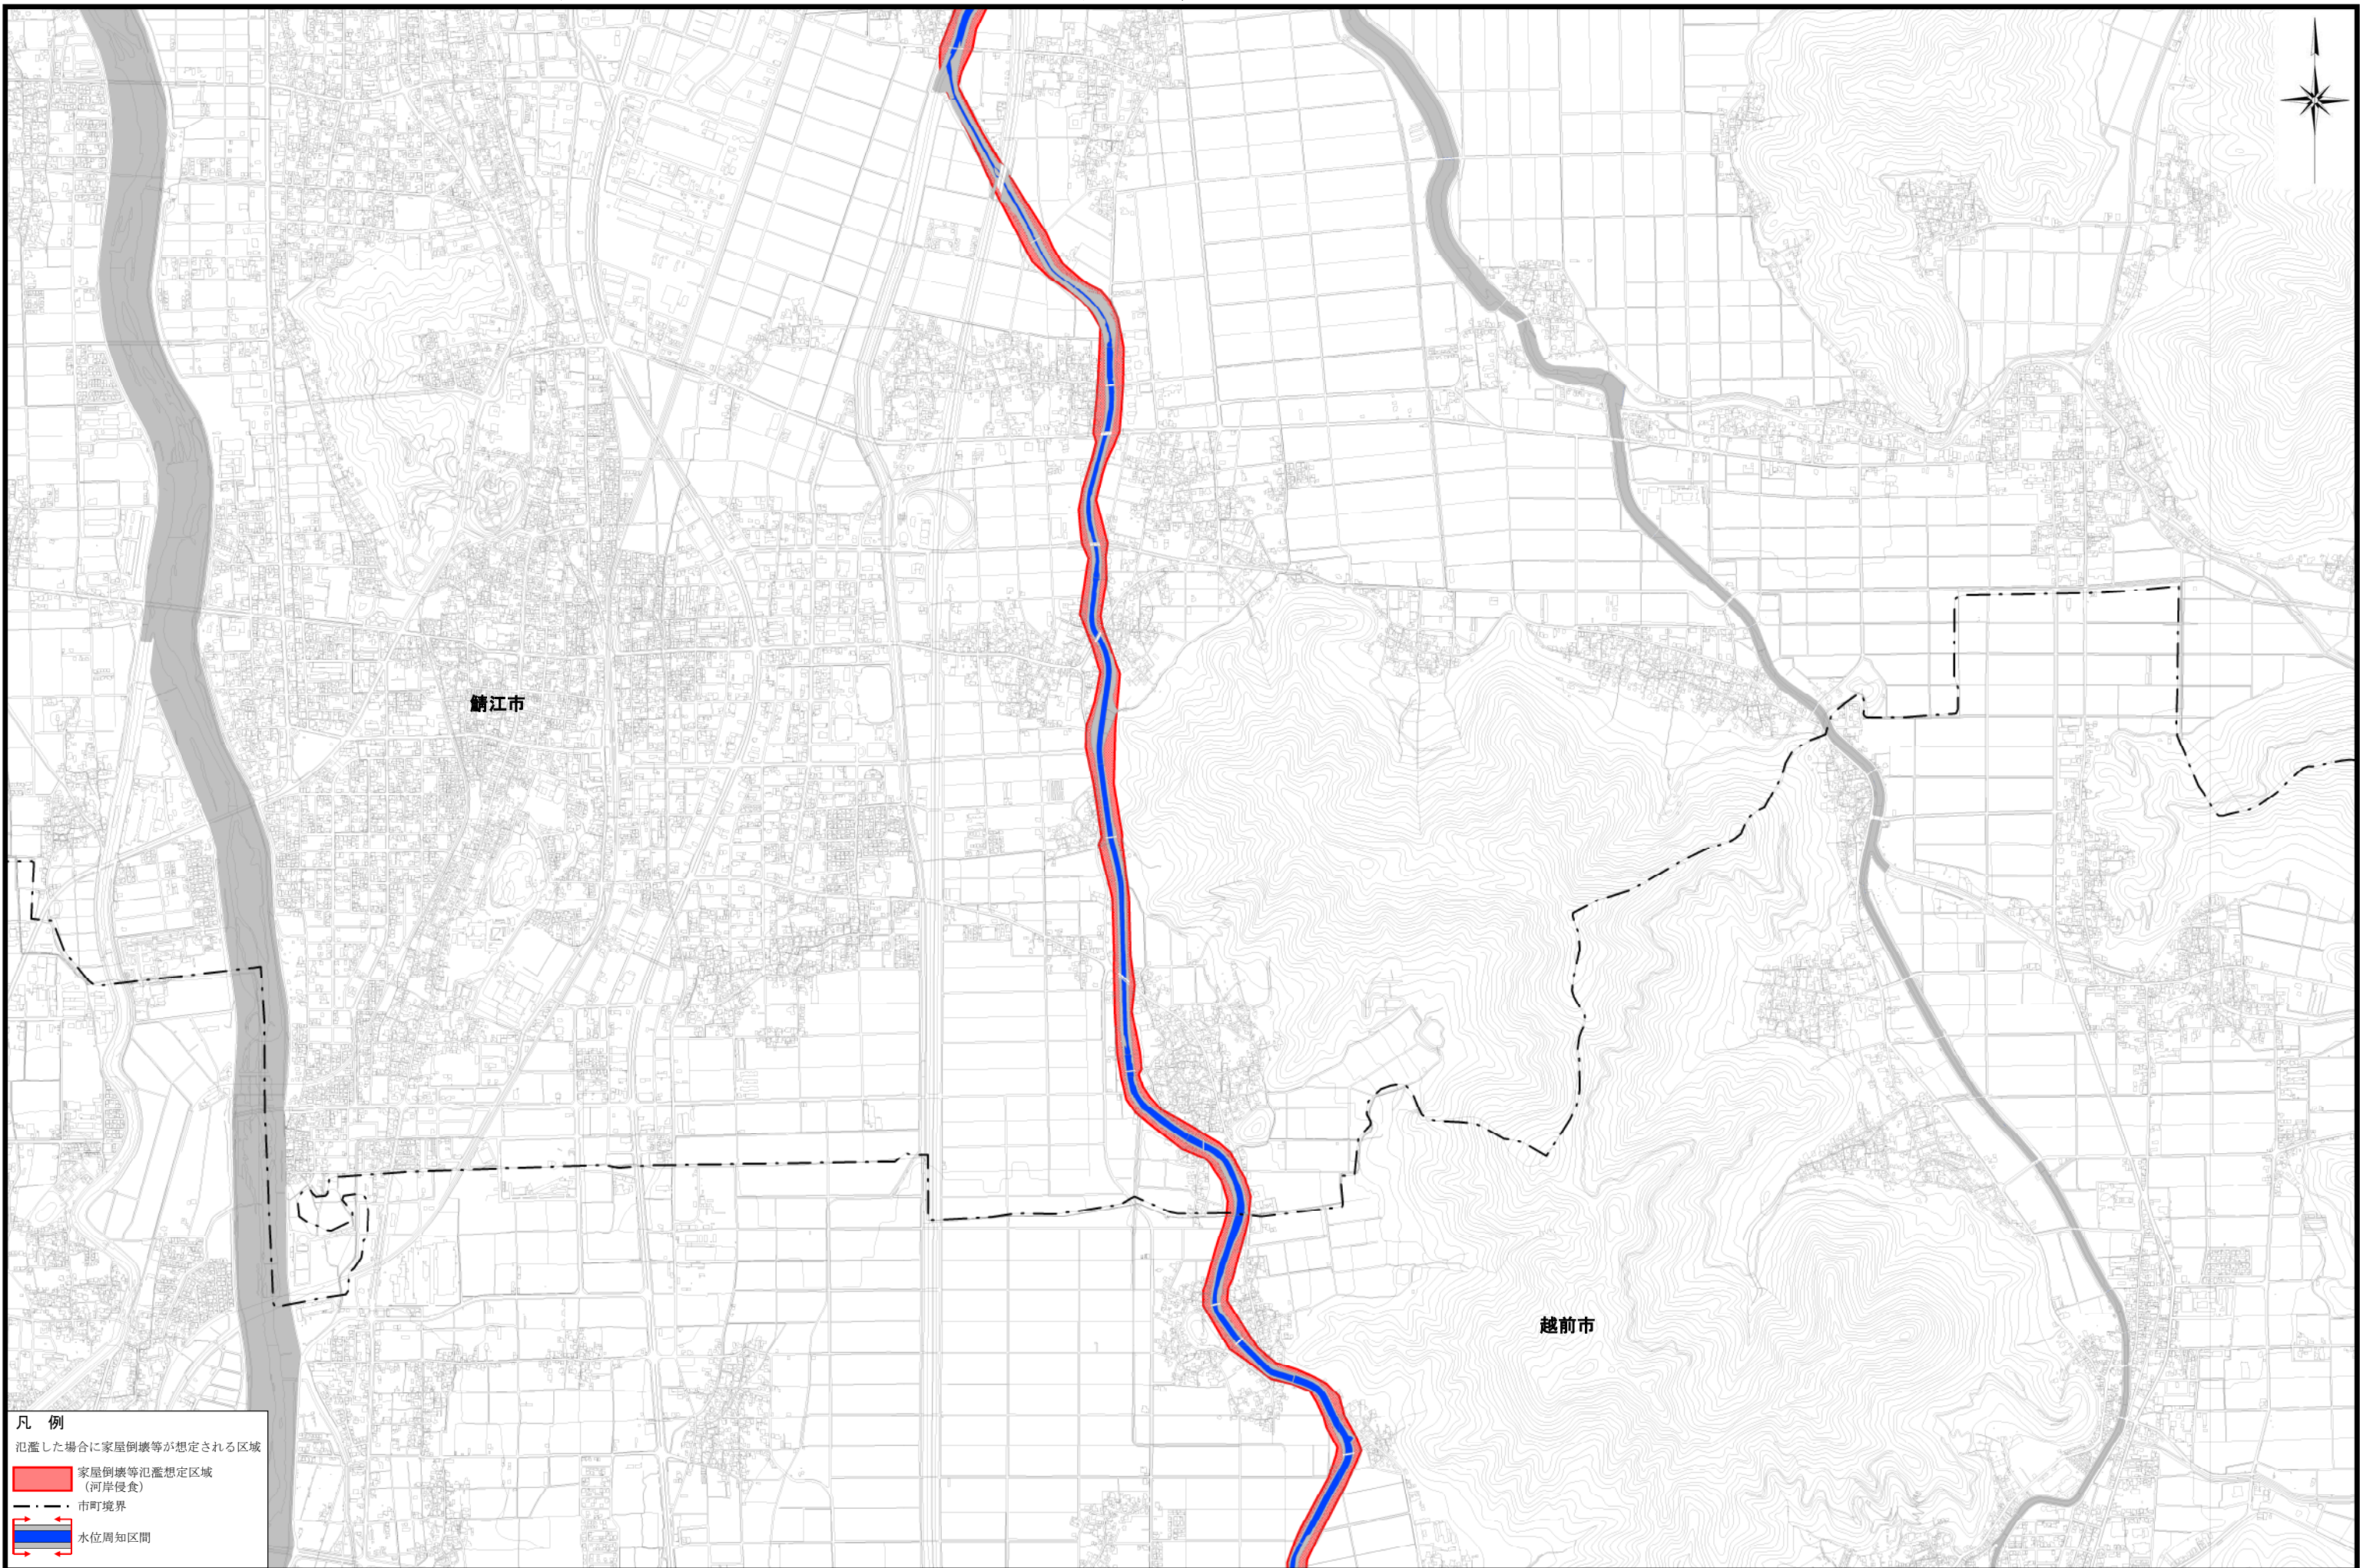 鯖江市
越前市
凡 例
氾濫した場合に家屋倒壊等が想定される区域
家屋倒壊等氾濫想定区域
(河岸侵食)
市町境界
水位周知区間